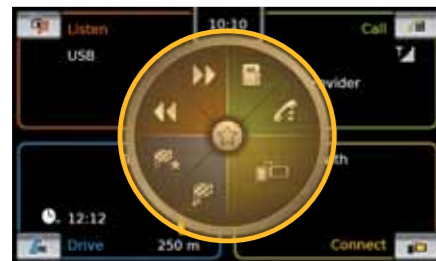 Listen
10:10
Call
USB
vider
th
12:12
Drive
250 m
Connect